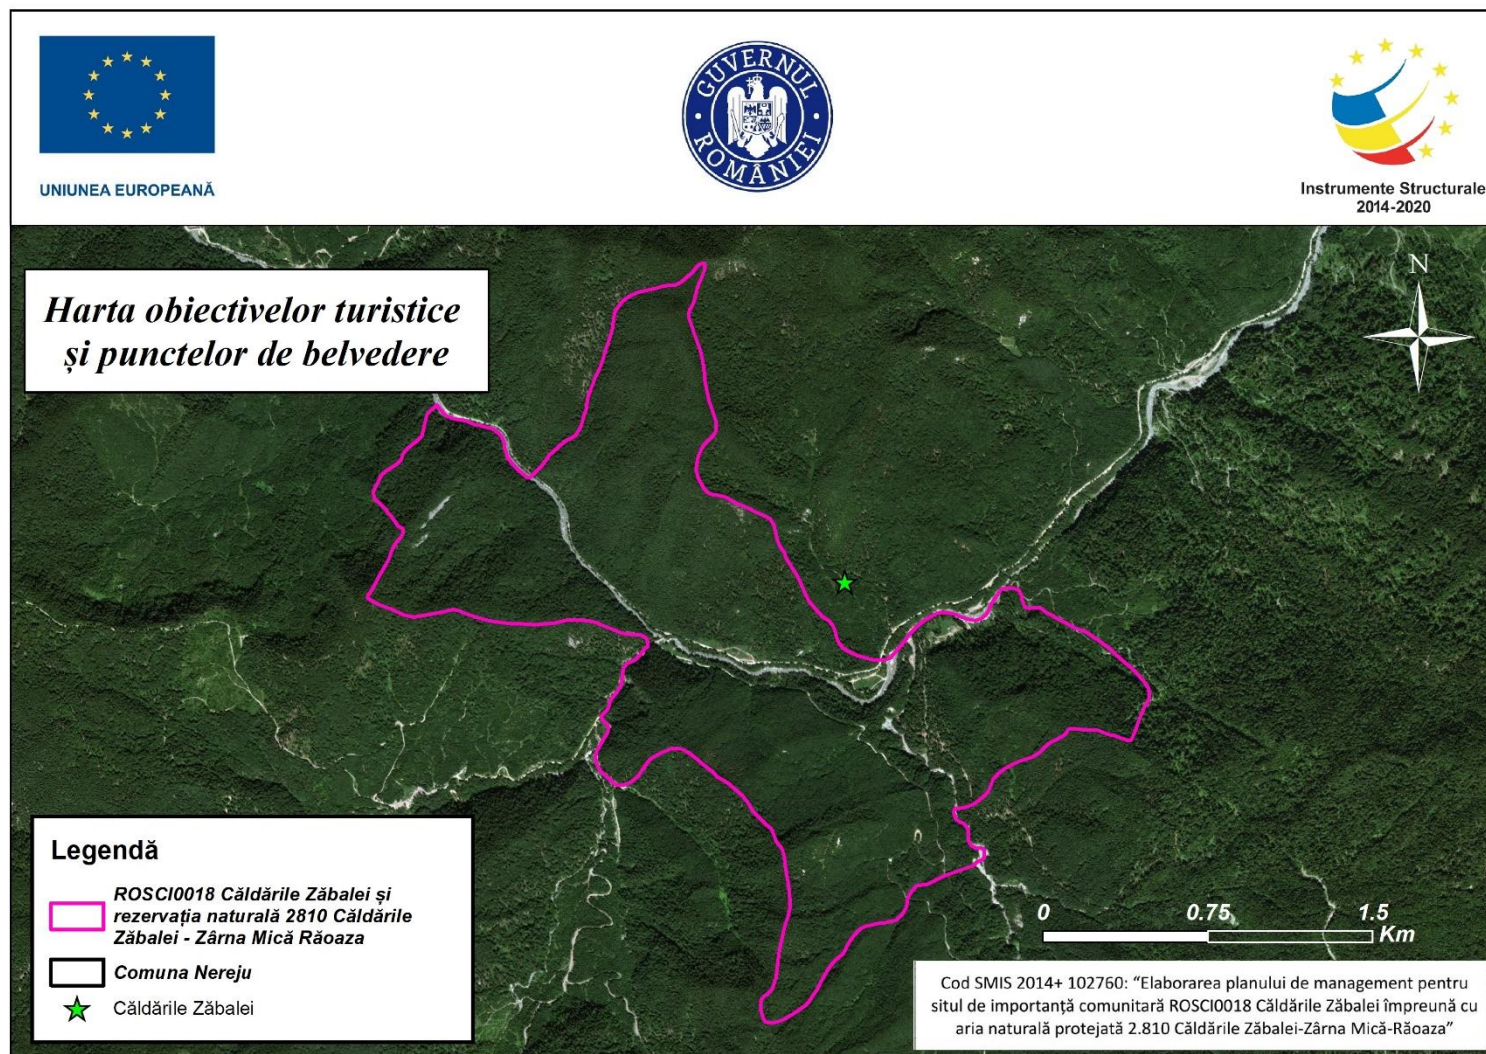 UNIUNEA EUROPEANĂ
GUVERNUL
ROMÂNIEI
Instrumente Structurale
2014-2020
Harta obiectivelor turistice
și punctelor de belvedere
N
Legendă
ROSCI0018 Căldările Zăbalei și
rezervația naturală 2810 Căldările
Zăbalei - Zârna Mică Răoaza
Comuna Nereju
Căldările Zăbalei
0 0.75 1.5
Km
Cod SMIS 2014+ 102760: “Elaborarea planului de management pentru
situl de importanță comunitară ROSCI0018 Căldările Zăbalei împreună cu
aria naturală protejată 2.810 Căldările Zăbalei-Zârna Mică-Răoaza”